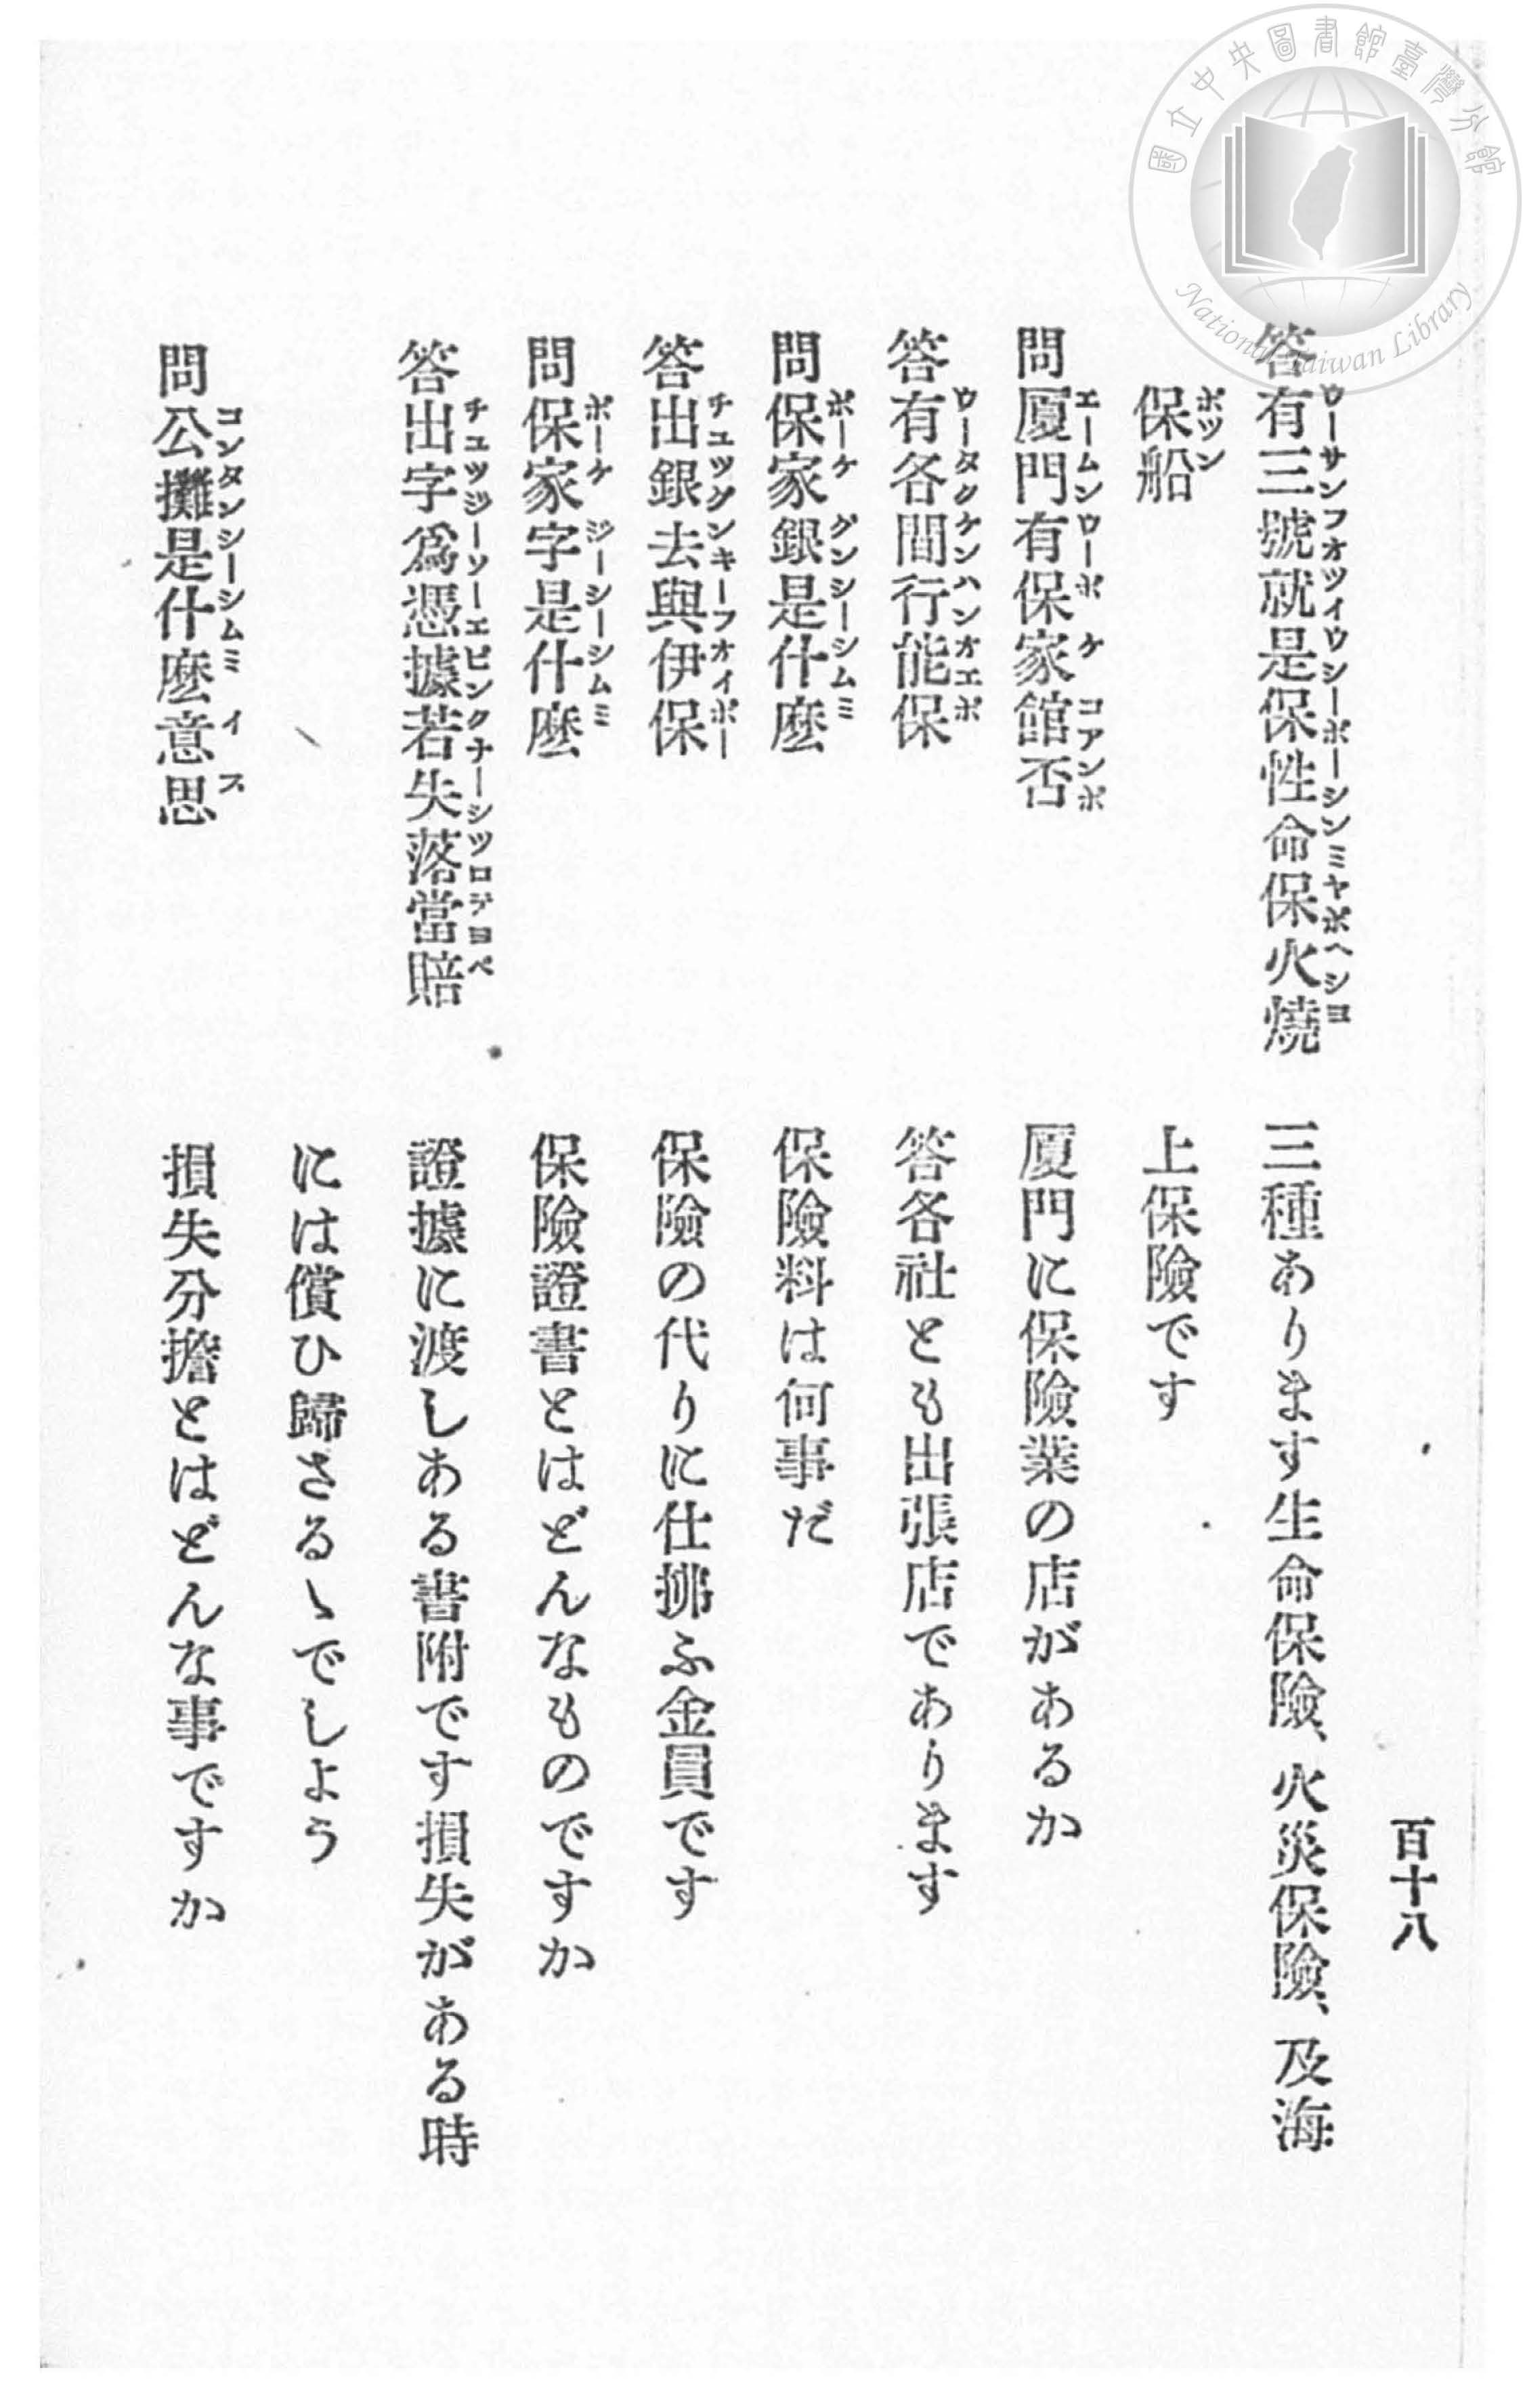 國立中央圖書館臺灣分館
National Taiwan Library
百十八
答有三號就是保性命保火燒
ウーサンフオツイウシーポーシンミヤポヘシヨ
三種あります生命保險、火災保險、及海
保船
ポツン
上保險です
問厦門有保家館否
エームンウーポケコアンポ
厦門に保險業の店があるか
答有各間行能保
ウータクケンハンオエポ
答各社とも出張店であります
問保家銀是什麽
ポーケグンシーシムミ
保險料は何事だ
答出銀去與伊保
チユツグンキーフオイポー
保險の代りに仕拂ふ金員です
問保家字是什麽
ポーケジーシーシムミ
保險證書とはどんなものですか
答出字爲憑據若失落當賠
チユツジーソーエピンクナーシツロテヨペ
證據に渡しある書附です損失がある時
には償ひ歸さるゝでしよう
問公攤是什麽意思
コンタンシーシムミイス
損失分擔とはどんな事ですか